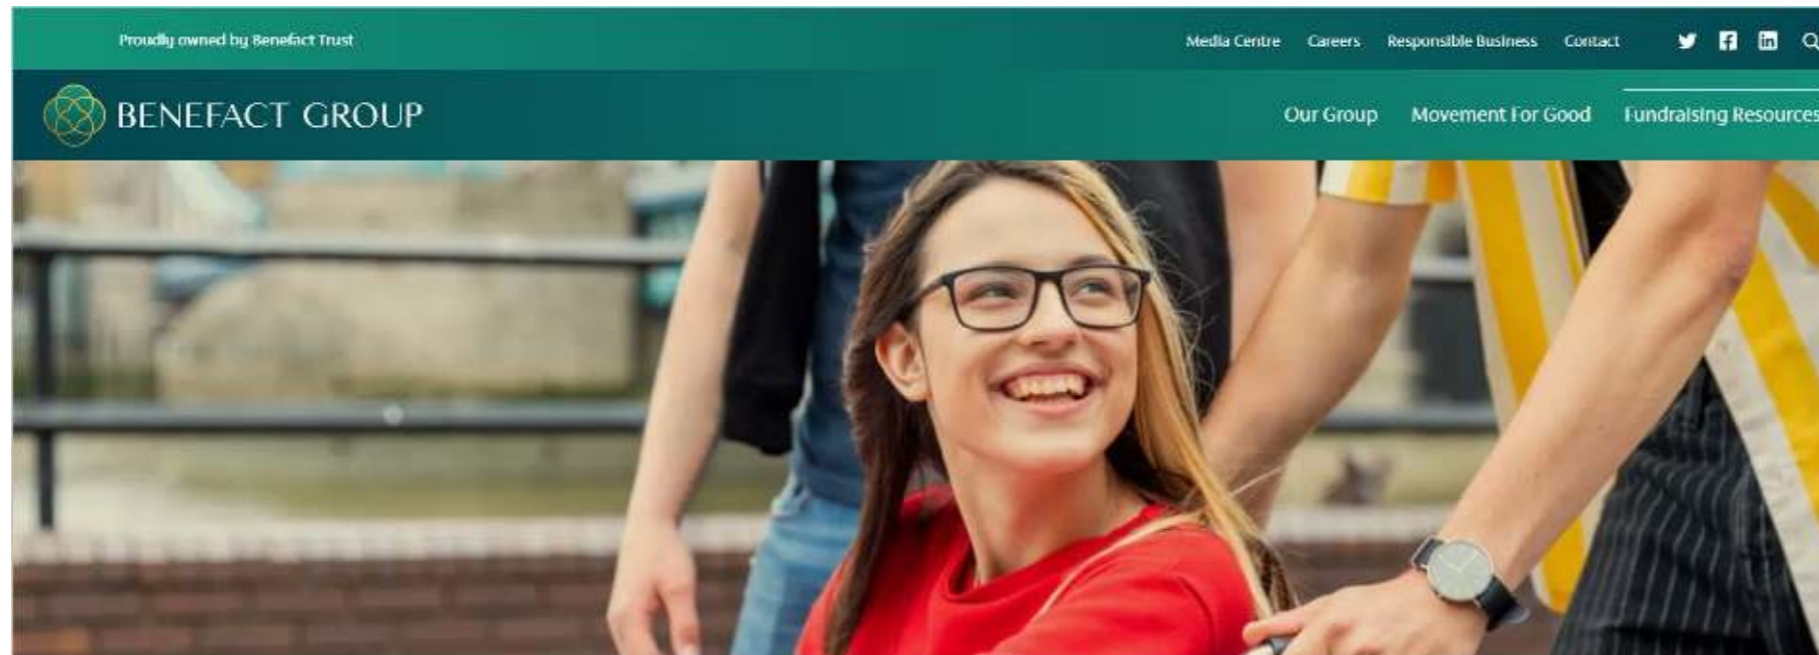 Proudly owned by Benefact Trust
Media Centre Careers Responsible Business Contact
BENEFACT GROUP
Our Group Movement For Good Fundraising Resources